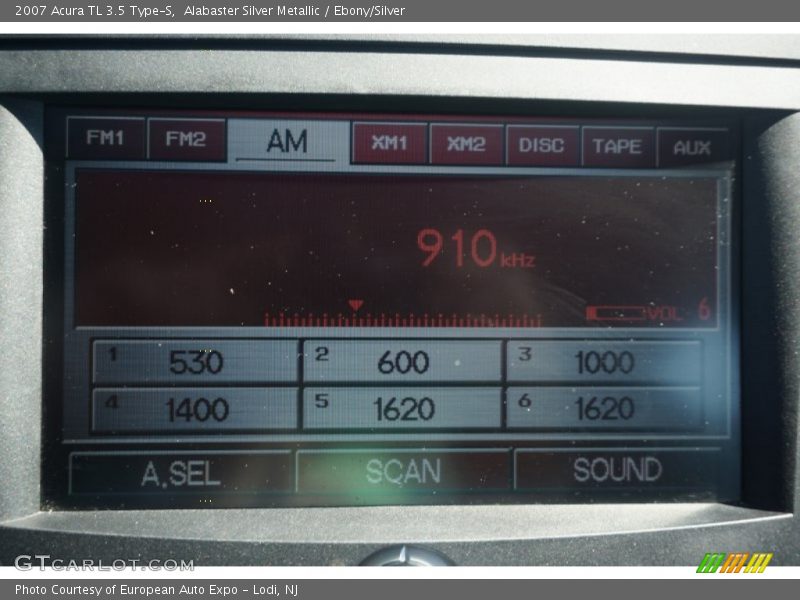 2007 Acura TL 3.5 Type-S, Alabaster Silver Metallic / Ebony/Silver
FM1 FM2 AM XM1 XM2 DISC TAPE AUX
910 kHz
VOL 6
1 530 2 600 3 1000
4 1400 5 1620 6 1620
A.SEL SCAN SOUND
GTcarlot.com
Photo Courtesy of European Auto Expo - Lodi, NJ